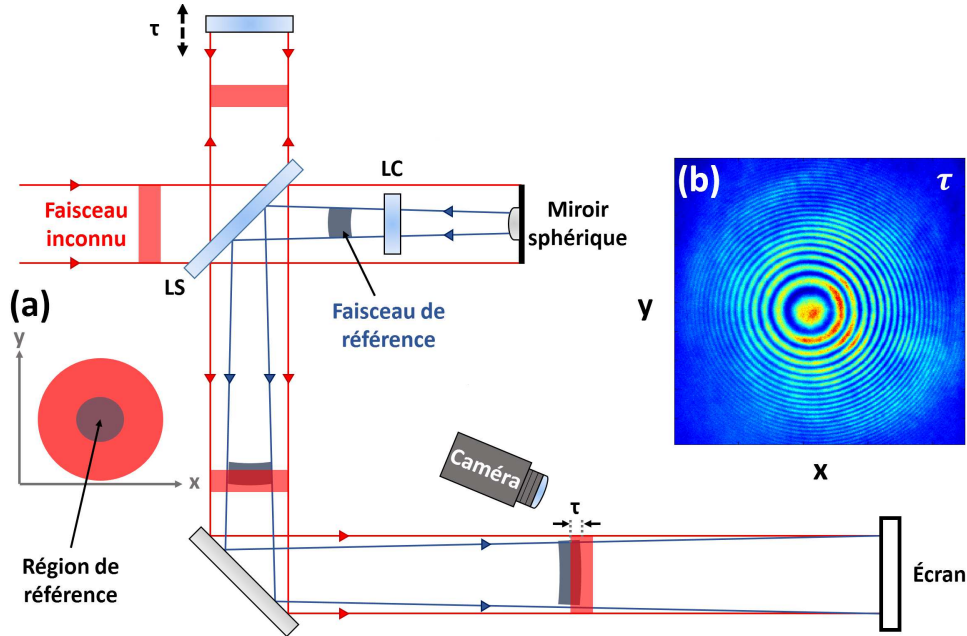 τ
Faisceau
inconnu
LC
Miroir
sphérique
LS
Faisceau de
référence
(a)
y
x
Région de
référence
Caméra
τ
Écran
(b)
τ
y
x